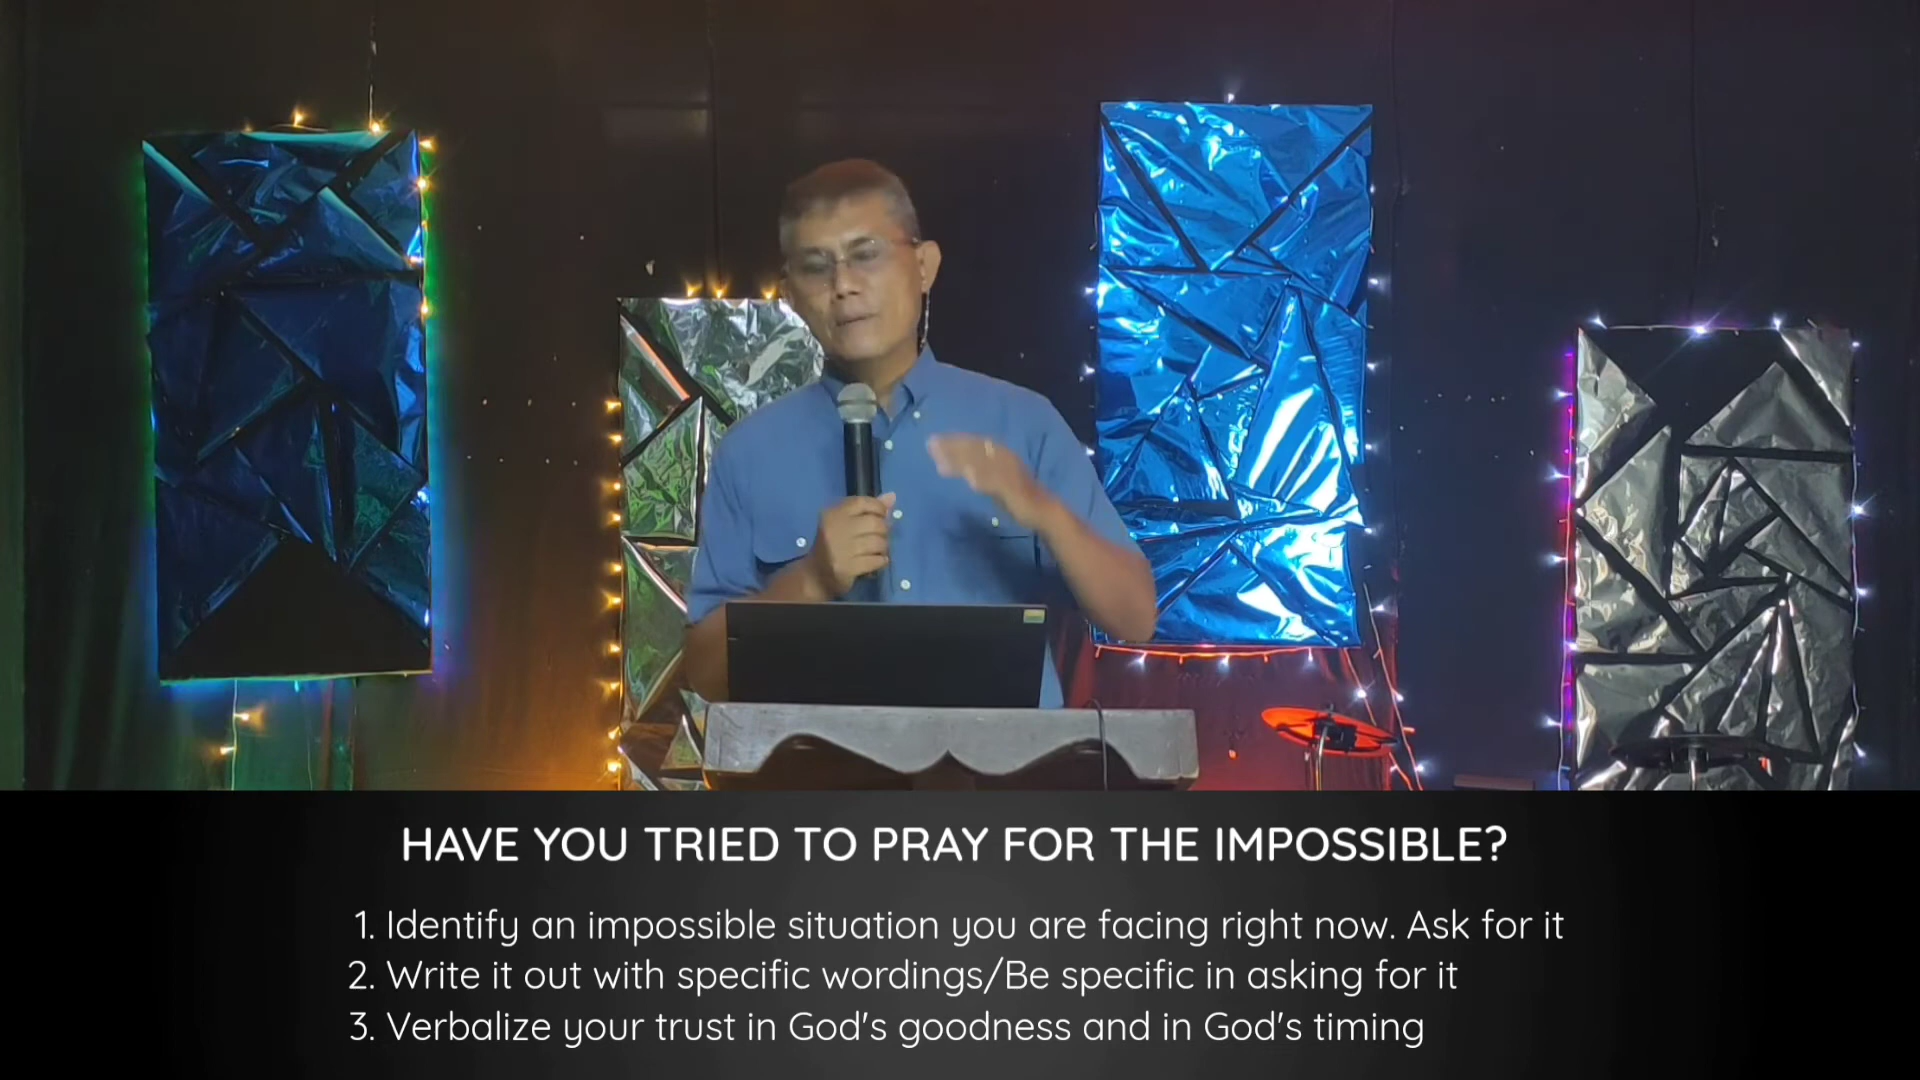 HAVE YOU TRIED TO PRAY FOR THE IMPOSSIBLE?
1. Identify an impossible situation you are facing right now. Ask for it
2. Write it out with specific wordings/Be specific in asking for it
3. Verbalize your trust in God's goodness and in God's timing